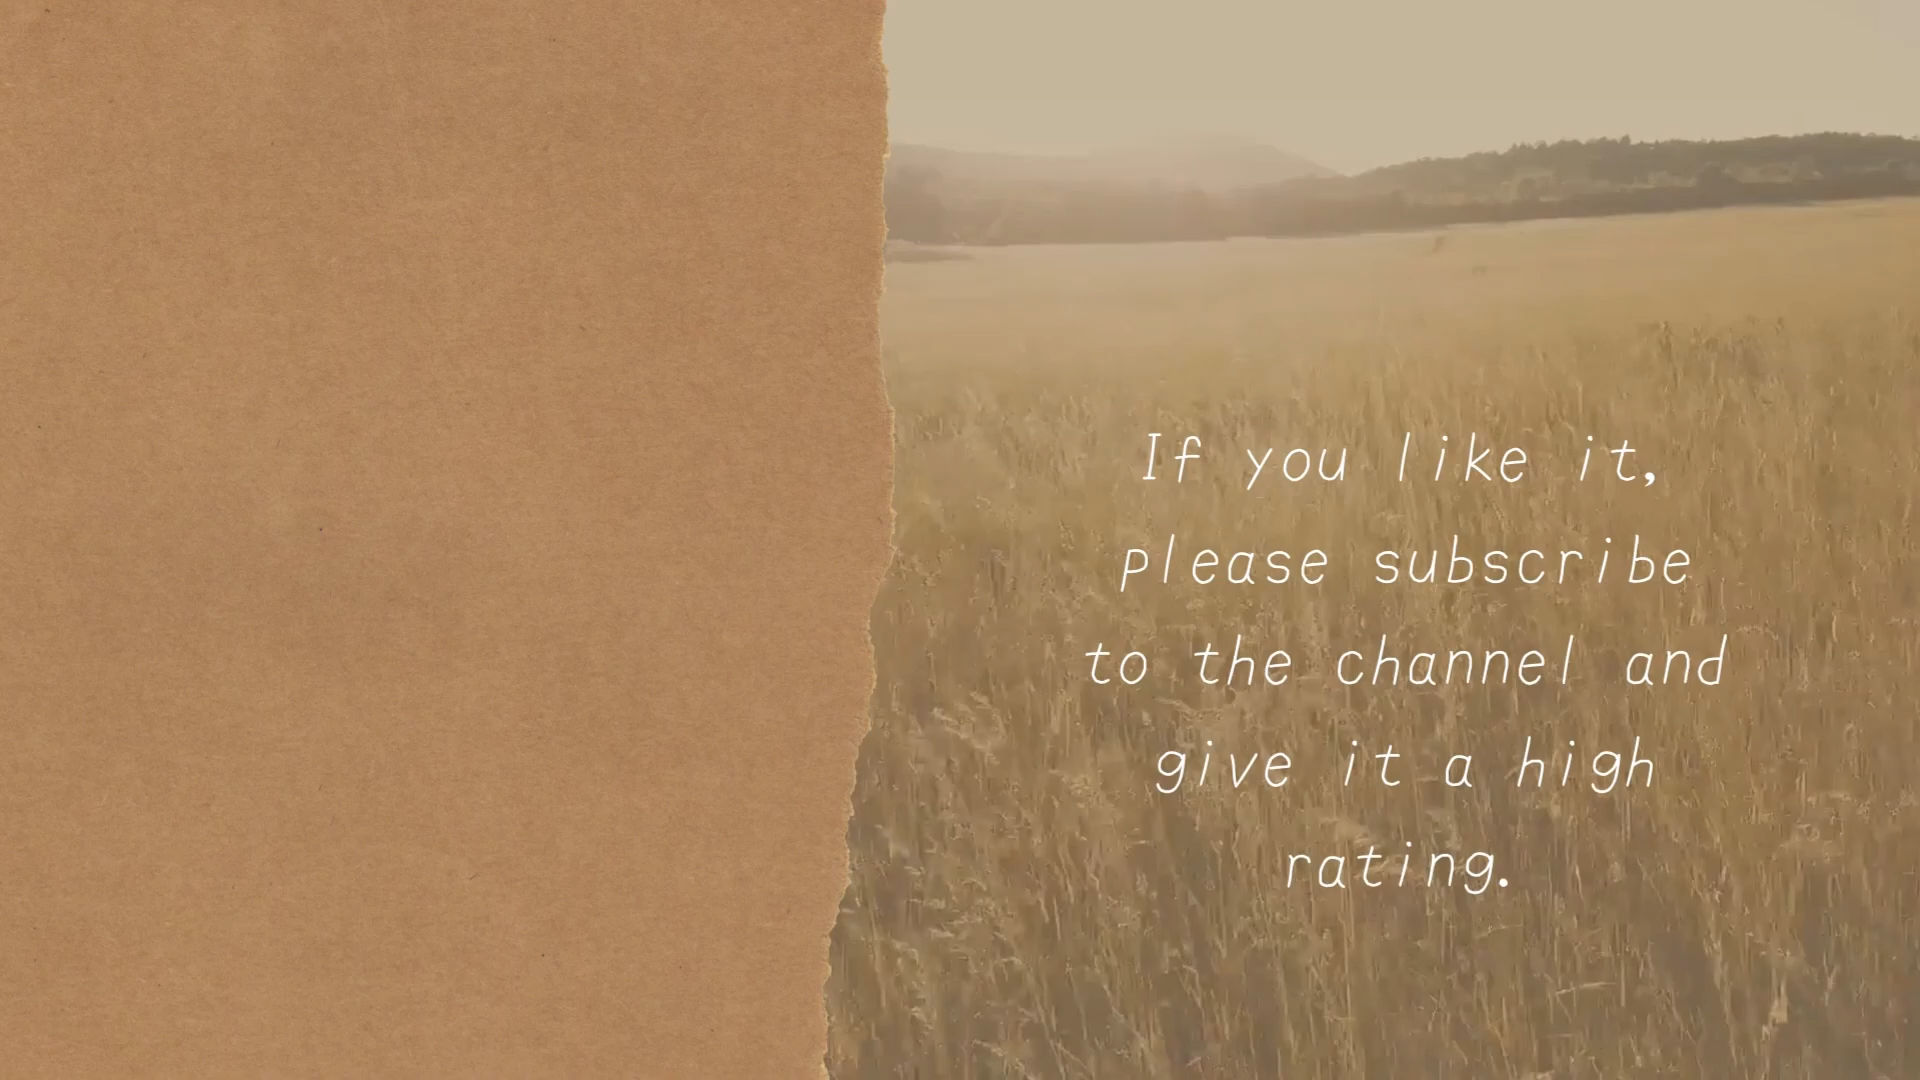 If you like it,
please subscribe
to the channel and
give it a high
rating.